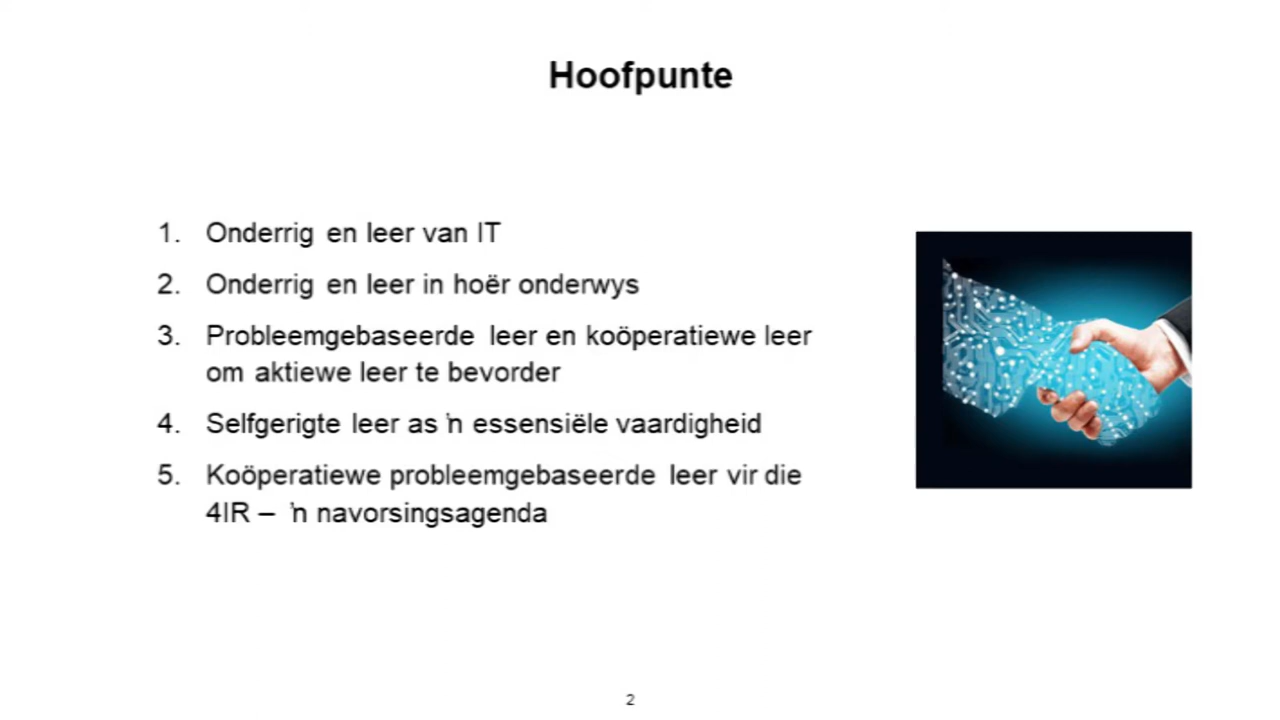 Hoofpunte
1. Onderrig en leer van IT
2. Onderrig en leer in hoër onderwys
3. Probleemgebaseerde leer en koöperatiewe leer
om aktiewe leer te bevorder
4. Selfgerigte leer as ŉ essensiële vaardigheid
5. Koöperatiewe probleemgebaseerde leer vir die
4IR – ŉ navorsingsagenda
2